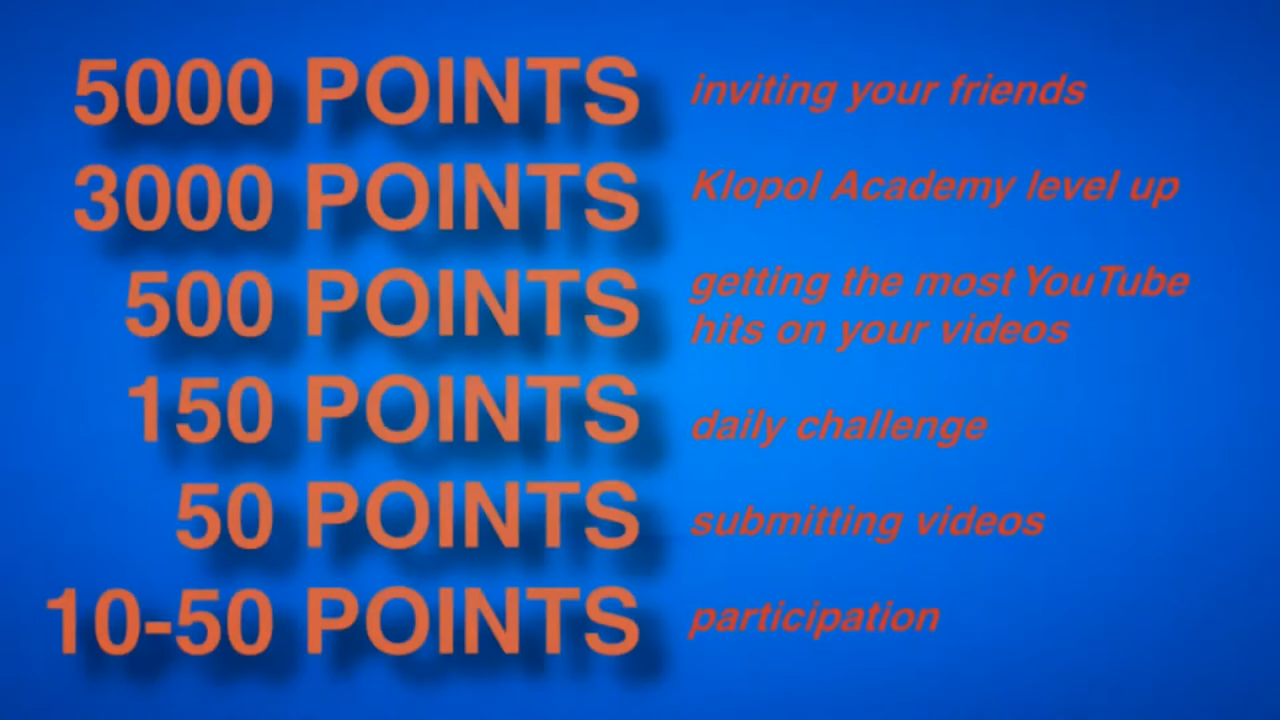 5000 POINTS inviting your friends
3000 POINTS Klopol Academy level up
500 POINTS getting the most YouTube
hits on your videos
150 POINTS daily challenge
50 POINTS submitting videos
10-50 POINTS participation